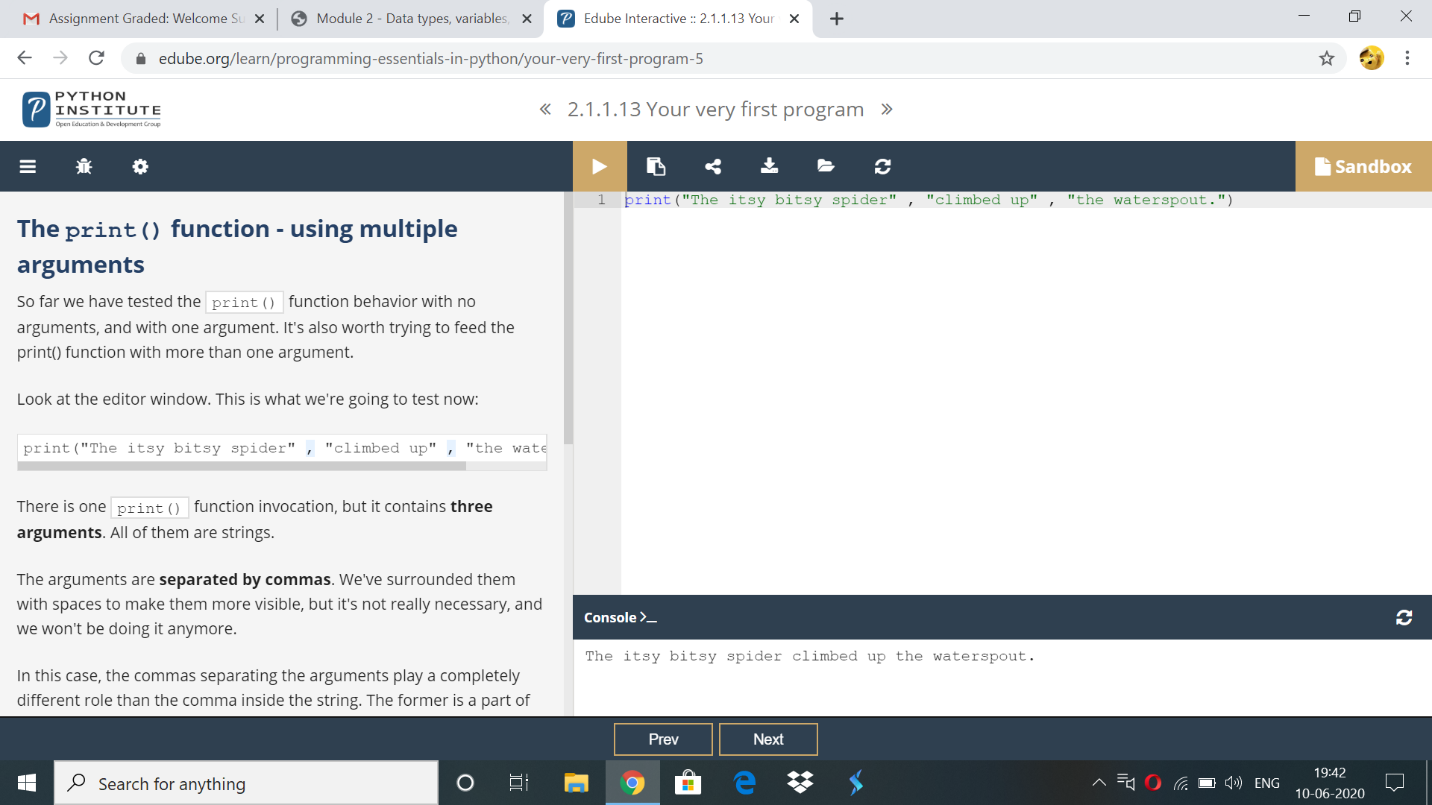 Assignment Graded: Welcome Su
Module 2 - Data types, variables,
Edube Interactive :: 2.1.1.13 Your
edube.org/learn/programming-essentials-in-python/your-very-first-program-5
PYTHON
INSTITUTE
Open Education & Development Group
« 2.1.1.13 Your very first program »
Sandbox
The print() function - using multiple
arguments
So far we have tested the print() function behavior with no
arguments, and with one argument. It's also worth trying to feed the
print() function with more than one argument.
Look at the editor window. This is what we're going to test now:
print("The itsy bitsy spider" , "climbed up" , "the wate
There is one print() function invocation, but it contains three
arguments. All of them are strings.
The arguments are separated by commas. We've surrounded them
with spaces to make them more visible, but it's not really necessary, and
we won't be doing it anymore.
In this case, the commas separating the arguments play a completely
different role than the comma inside the string. The former is a part of
1 print("The itsy bitsy spider" , "climbed up" , "the waterspout.")
Console >_
The itsy bitsy spider climbed up the waterspout.
Prev
Next
Search for anything
ENG
19:42
10-06-2020